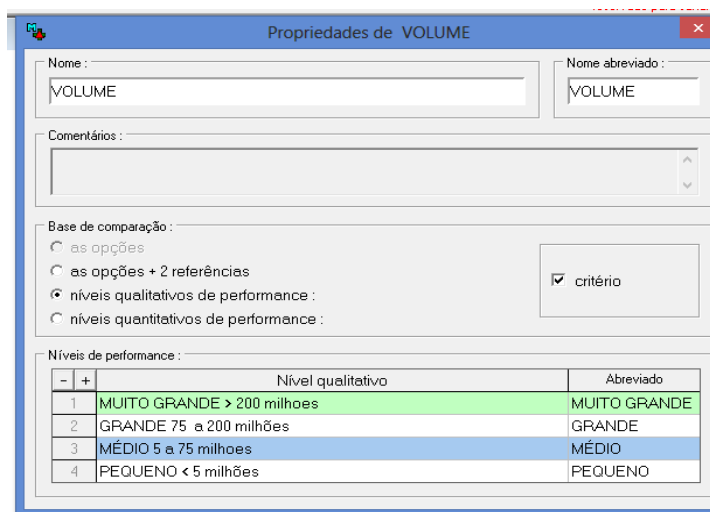 Propriedades de VOLUME
Nome :
Nome abreviado :
VOLUME
VOLUME
Comentários :
Base de comparação :
as opções
as opções + 2 referências
níveis qualitativos de performance :
níveis quantitativos de performance :
critério
Níveis de performance :
- + Nível qualitativo Abreviado
1 MUITO GRANDE > 200 milhoes MUITO GRANDE
2 GRANDE 75 a 200 milhões GRANDE
3 MÉDIO 5 a 75 milhoes MÉDIO
4 PEQUENO < 5 milhões PEQUENO